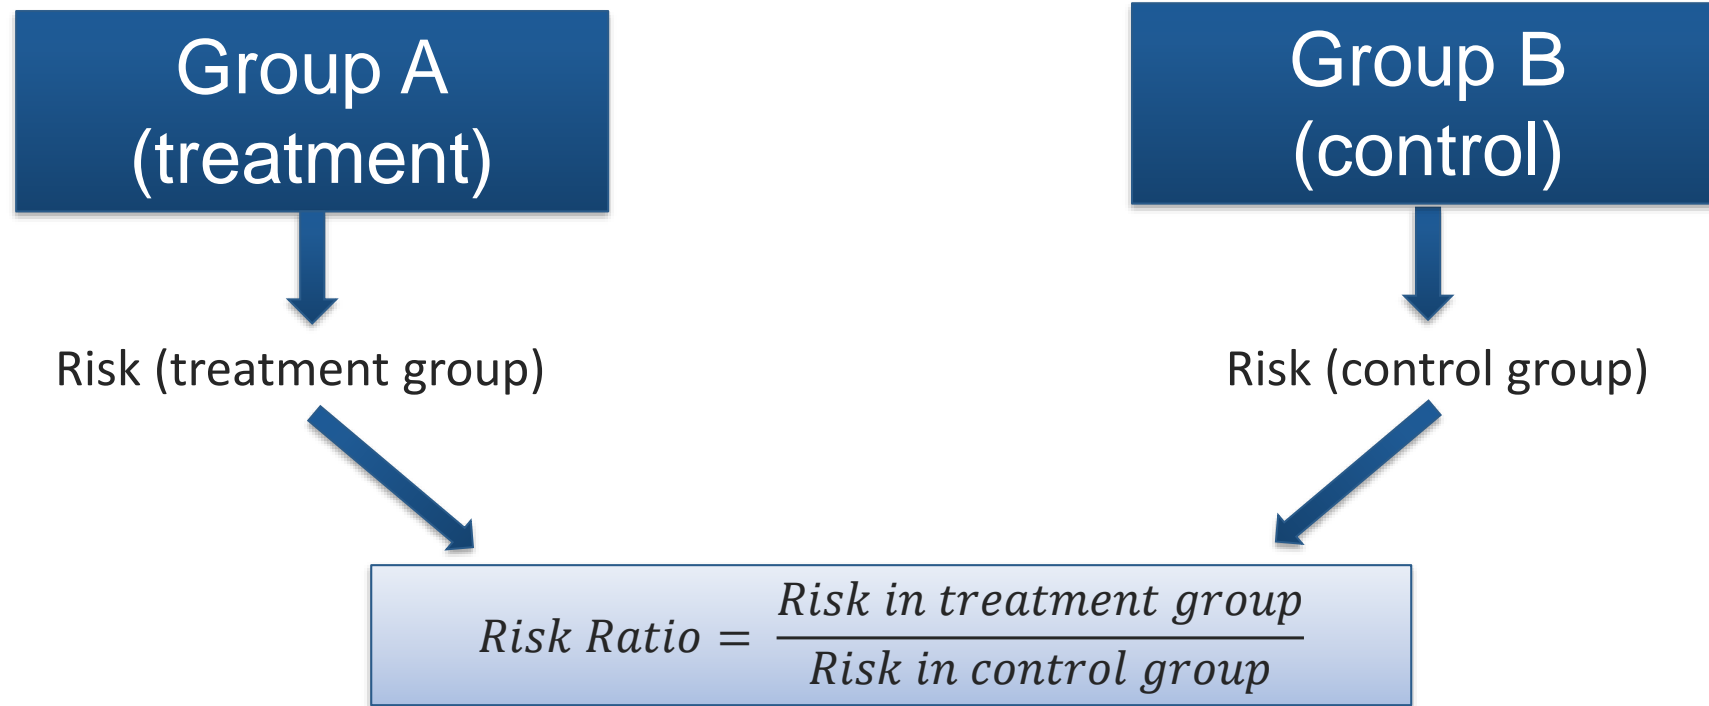 Group A
(treatment)
Group B
(control)
Risk (treatment group)
Risk (control group)
Risk Ratio = Risk in treatment group
Risk in control group